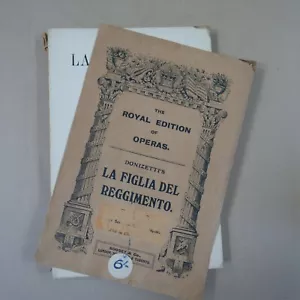 LA
THE
ROYAL EDITION
OF
OPERAS.
DONIZETTI'S
LA FIGLIA DEL
REGGIMENTO.
6/-